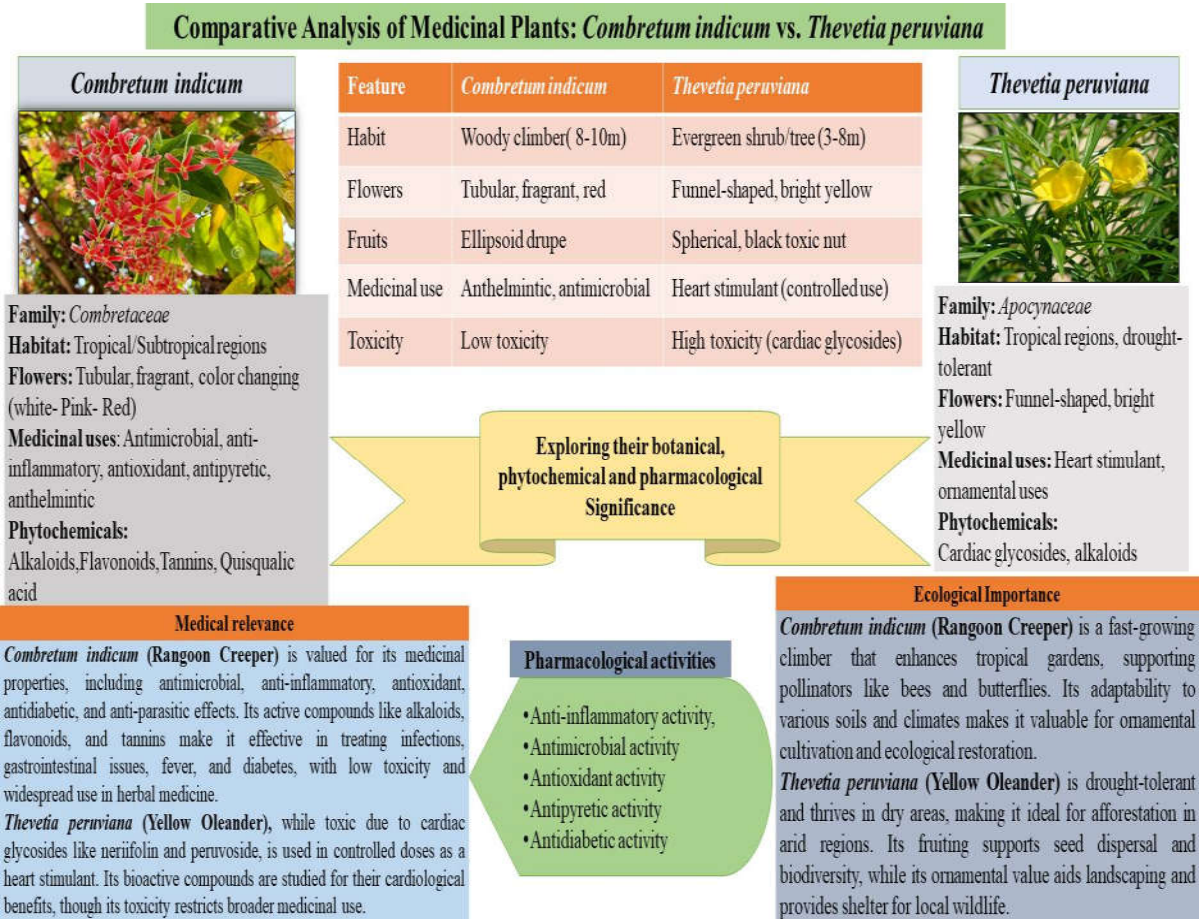 Comparative Analysis of Medicinal Plants: Combretum indicum vs. Thevetia peruviana
Combretum indicum
Family: Combretaceae
Habitat: Tropical/Subtropical regions
Flowers: Tubular, fragrant, color changing
(white- Pink- Red)
Medicinal uses: Antimicrobial, anti-
inflammatory, antioxidant, antipyretic,
anthelmintic
Phytochemicals:
Alkaloids,Flavonoids,Tannins, Quisqualic
acid
Feature Combretum indicum Thevetia peruviana
Habit Woody climber( 8-10m) Evergreen shrub/tree (3-8m)
Flowers Tubular, fragrant, red Funnel-shaped, bright yellow
Fruits Ellipsoid drupe Spherical, black toxic nut
Medicinal use Anthelmintic, antimicrobial Heart stimulant (controlled use)
Toxicity Low toxicity High toxicity (cardiac glycosides)
Thevetia peruviana
Family: Apocynaceae
Habitat: Tropical regions, drought-
tolerant
Flowers: Funnel-shaped, bright
yellow
Medicinal uses: Heart stimulant,
ornamental uses
Phytochemicals:
Cardiac glycosides, alkaloids
Exploring their botanical,
phytochemical and pharmacological
Significance
Medical relevance
Combretum indicum (Rangoon Creeper) is valued for its medicinal
properties, including antimicrobial, anti-inflammatory, antioxidant,
antidiabetic, and anti-parasitic effects. Its active compounds like alkaloids,
flavonoids, and tannins make it effective in treating infections,
gastrointestinal issues, fever, and diabetes, with low toxicity and
widespread use in herbal medicine.
Thevetia peruviana (Yellow Oleander), while toxic due to cardiac
glycosides like neriifolin and peruvoside, is used in controlled doses as a
heart stimulant. Its bioactive compounds are studied for their cardiological
benefits, though its toxicity restricts broader medicinal use.
Pharmacological activities
•Anti-inflammatory activity,
•Antimicrobial activity
•Antioxidant activity
•Antipyretic activity
•Antidiabetic activity
Ecological Importance
Combretum indicum (Rangoon Creeper) is a fast-growing
climber that enhances tropical gardens, supporting
pollinators like bees and butterflies. Its adaptability to
various soils and climates makes it valuable for ornamental
cultivation and ecological restoration.
Thevetia peruviana (Yellow Oleander) is drought-tolerant
and thrives in dry areas, making it ideal for afforestation in
arid regions. Its fruiting supports seed dispersal and
biodiversity, while its ornamental value aids landscaping and
provides shelter for local wildlife.